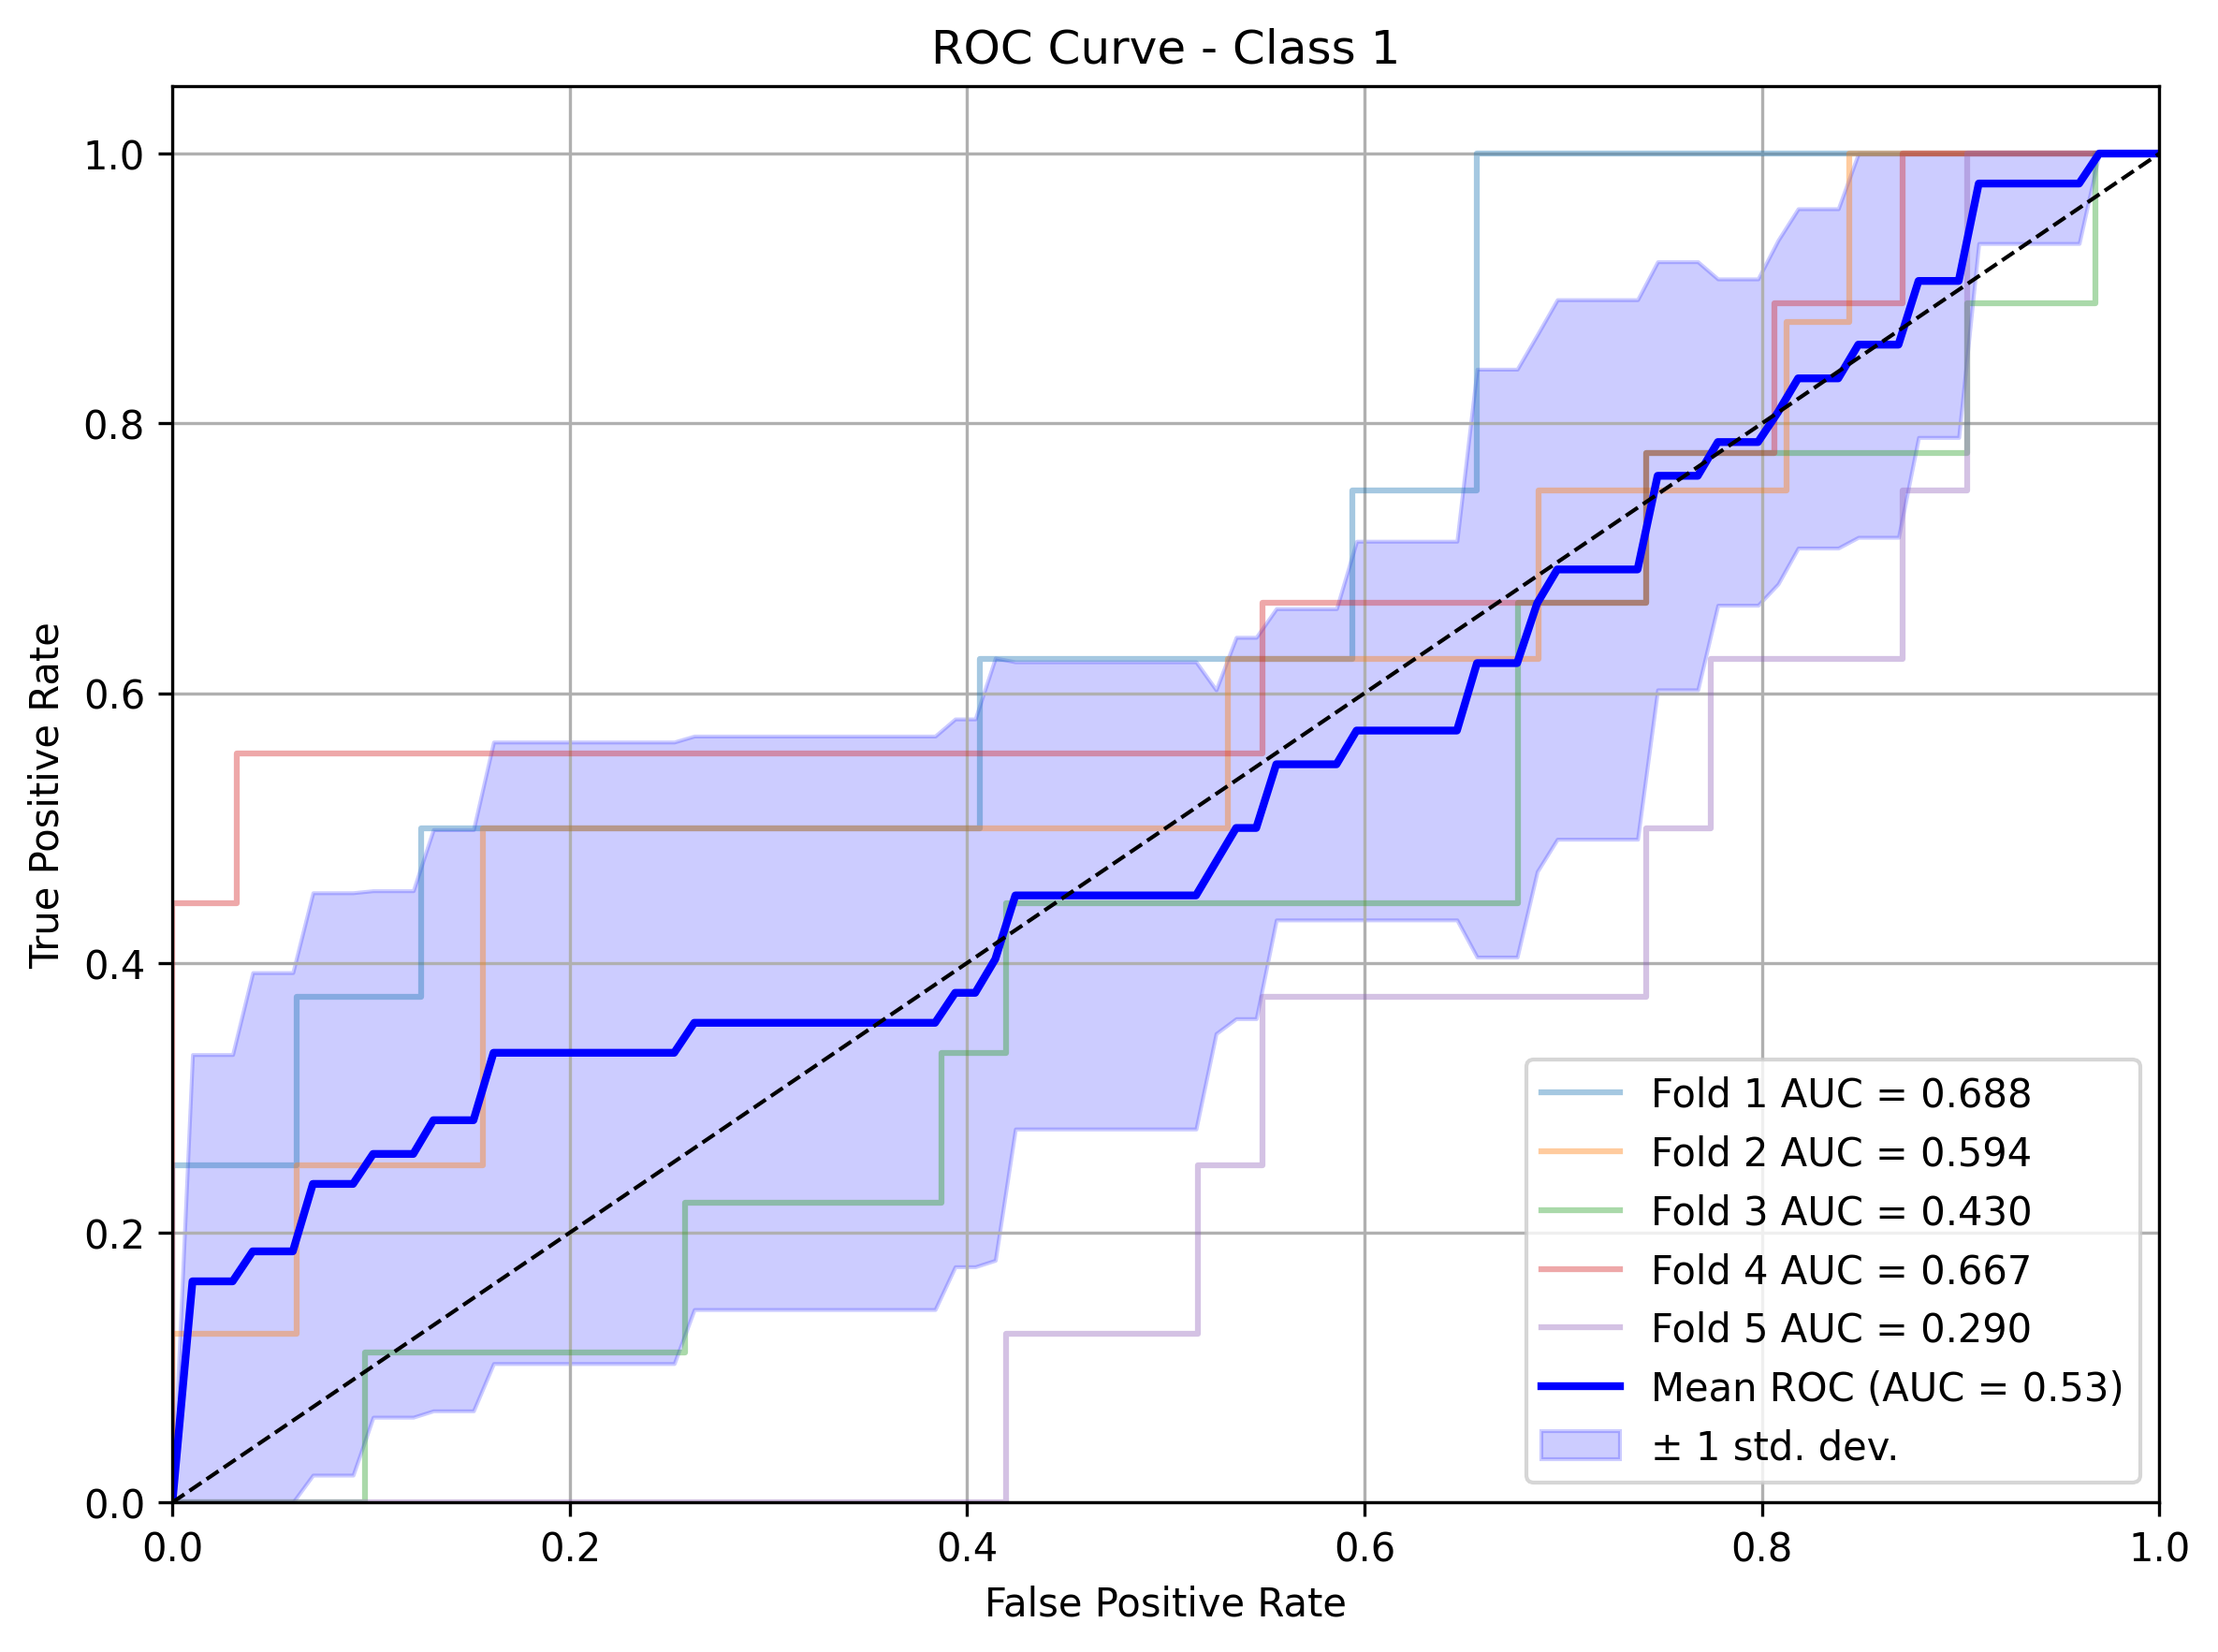 ROC Curve - Class 1
1.0
0.8
0.6
0.4
0.2
0.0
True Positive Rate
0.0 0.2 0.4 0.6 0.8 1.0
False Positive Rate
Fold 1 AUC = 0.688
Fold 2 AUC = 0.594
Fold 3 AUC = 0.430
Fold 4 AUC = 0.667
Fold 5 AUC = 0.290
Mean ROC (AUC = 0.53)
± 1 std. dev.